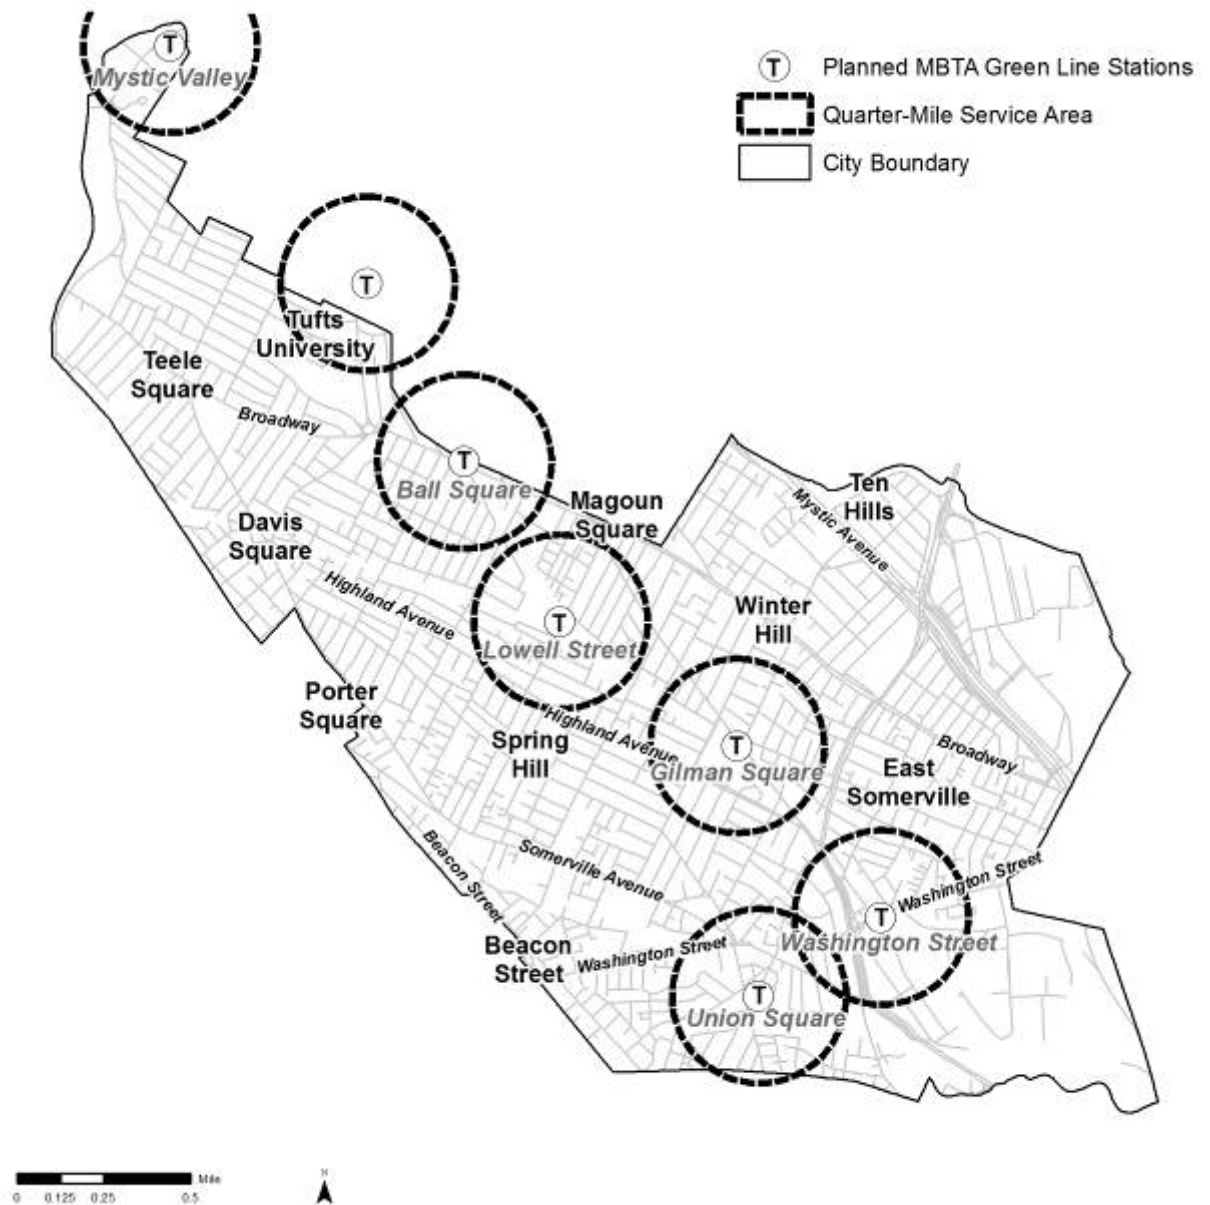 T
Mystic Valley
T Planned MBTA Green Line Stations
Quarter-Mile Service Area
City Boundary
T
Tufts
University
Teele
Square
Broadway
T
Ball Square
Magoun
Square
Ten
Hills
Mystic Avenue
Davis
Square
Highland Avenue
T
Lowell Street
Winter
Hill
Porter
Square
Spring
Hill
Highland Avenue
T
Gilman Square
Broadway
East
Somerville
Beacon Street
Somerville Avenue
Washington Street
T
Washington Street
Beacon
Street
Washington Street
T
Union Square
Mile
0 0.125 0.25 0.5
N